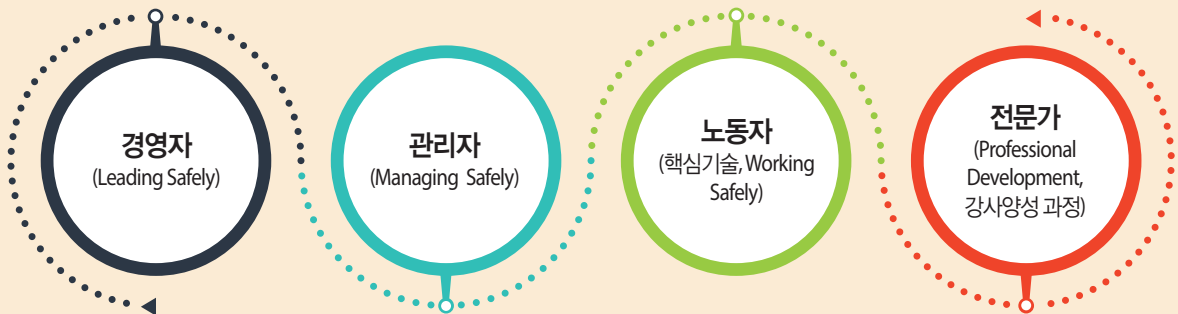 경영자
(Leading Safely)
관리자
(Managing Safely)
노동자
(핵심기술, Working
Safely)
전문가
(Professional
Development,
강사양성 과정)